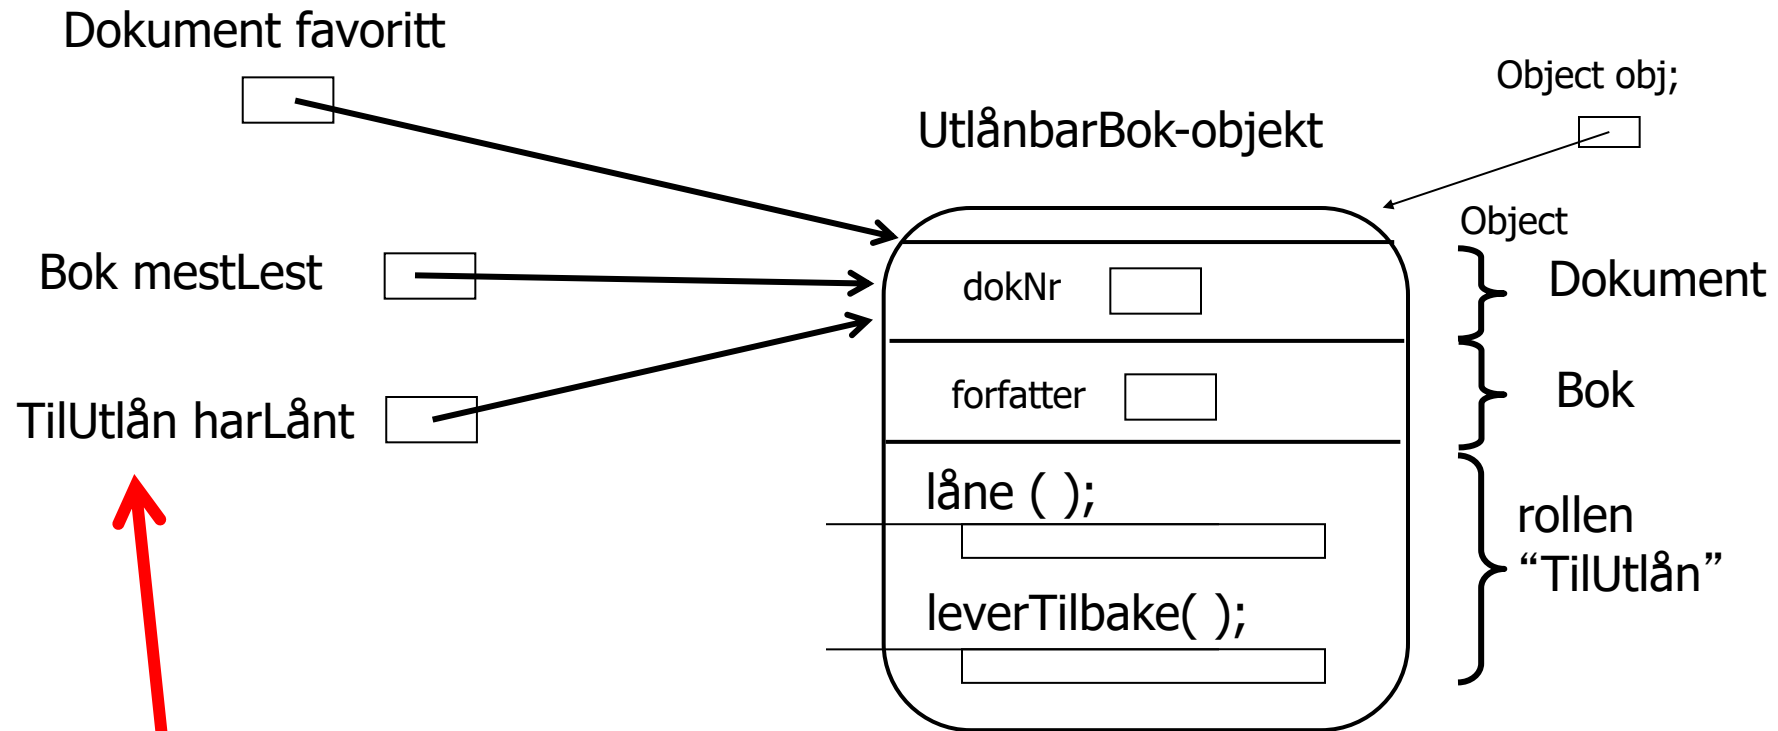 Dokument favoritt
Object obj;
UtlånbarBok-objekt
Object
Bok mestLest
dokNr
Dokument
TilUtlån harLånt
forfatter
Bok
låne ( );
rollen
“TilUtlån”
leverTilbake( );